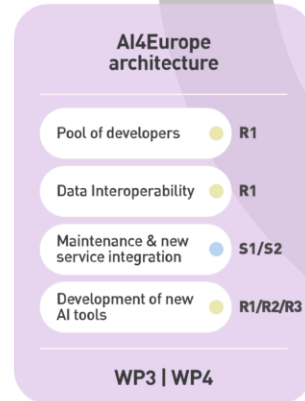 AI4Europe
architecture
Pool of developers R1
Data Interoperability R1
Maintenance & new
service integration S1/S2
Development of new
AI tools R1/R2/R3
WP3 | WP4